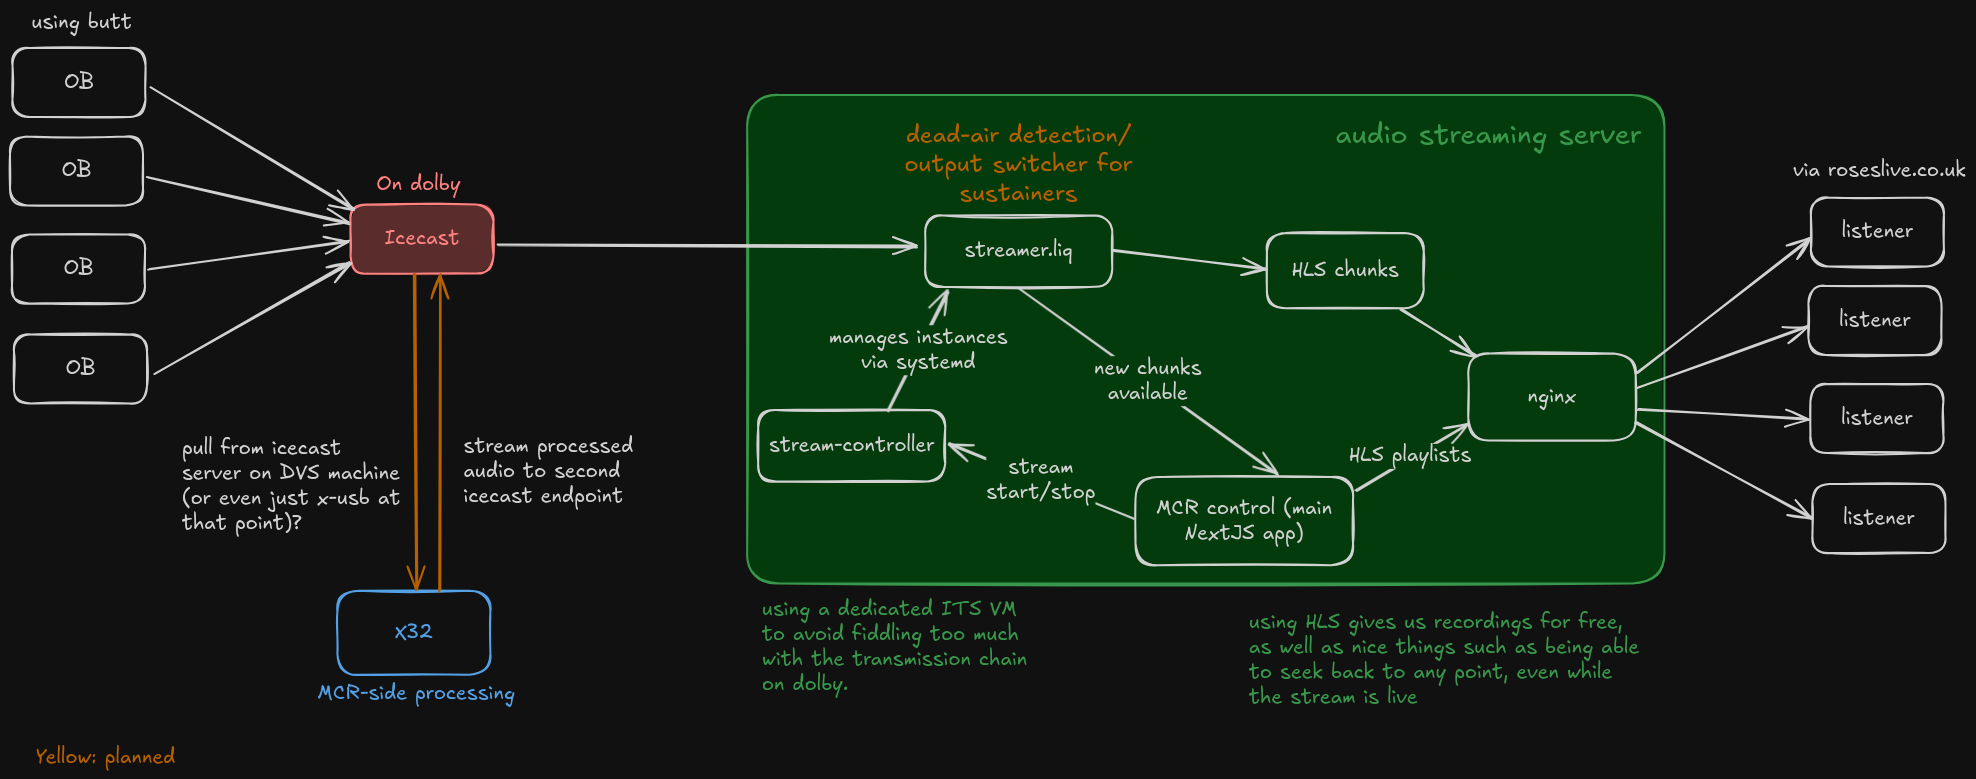 using butt
OB
OB
OB
OB
On dolby
Icecast
pull from icecast
server on DVS machine
(or even just x-usb at
that point)?
stream processed
audio to second
icecast endpoint
X32
MCR-side processing
Yellow: planned
audio streaming server
dead-air detection/
output switcher for
sustainers
streamer.liq
HLS chunks
manages instances
via systemd
new chunks
available
stream-controller
stream
start/stop
MCR control (main
NextJS app)
HLS playlists
nginx
using a dedicated ITS VM
to avoid fiddling too much
with the transmission chain
on dolby.
using HLS gives us recordings for free,
as well as nice things such as being able
to seek back to any point, even while
the stream is live
via roseslive.co.uk
listener
listener
listener
listener